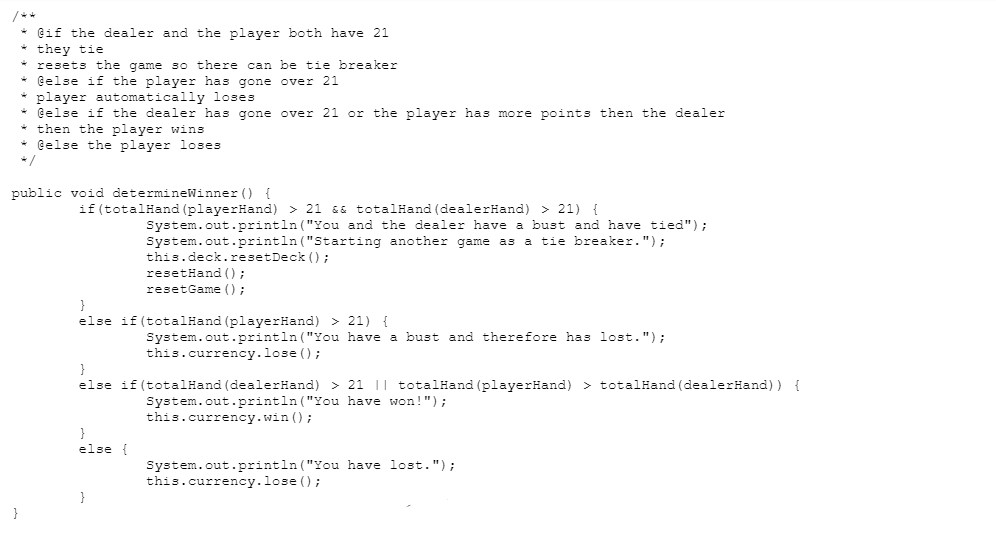 /**
 * @if the dealer and the player both have 21
 * they tie
 * resets the game so there can be tie breaker
 * @else if the player has gone over 21
 * player automatically loses
 * @else if the dealer has gone over 21 or the player has more points then the dealer
 * then the player wins
 * @else the player loses
 */
public void determineWinner() {
        if(totalHand(playerHand) > 21 && totalHand(dealerHand) > 21) {
                System.out.println("You and the dealer have a bust and have tied");
                System.out.println("Starting another game as a tie breaker.");
                this.deck.resetDeck();
                resetHand();
                resetGame();
        }
        else if(totalHand(playerHand) > 21) {
                System.out.println("You have a bust and therefore has lost.");
                this.currency.lose();
        }
        else if(totalHand(dealerHand) > 21 || totalHand(playerHand) > totalHand(dealerHand)) {
                System.out.println("You have won!");
                this.currency.win();
        }
        else {
                System.out.println("You have lost.");
                this.currency.lose();
        }
}